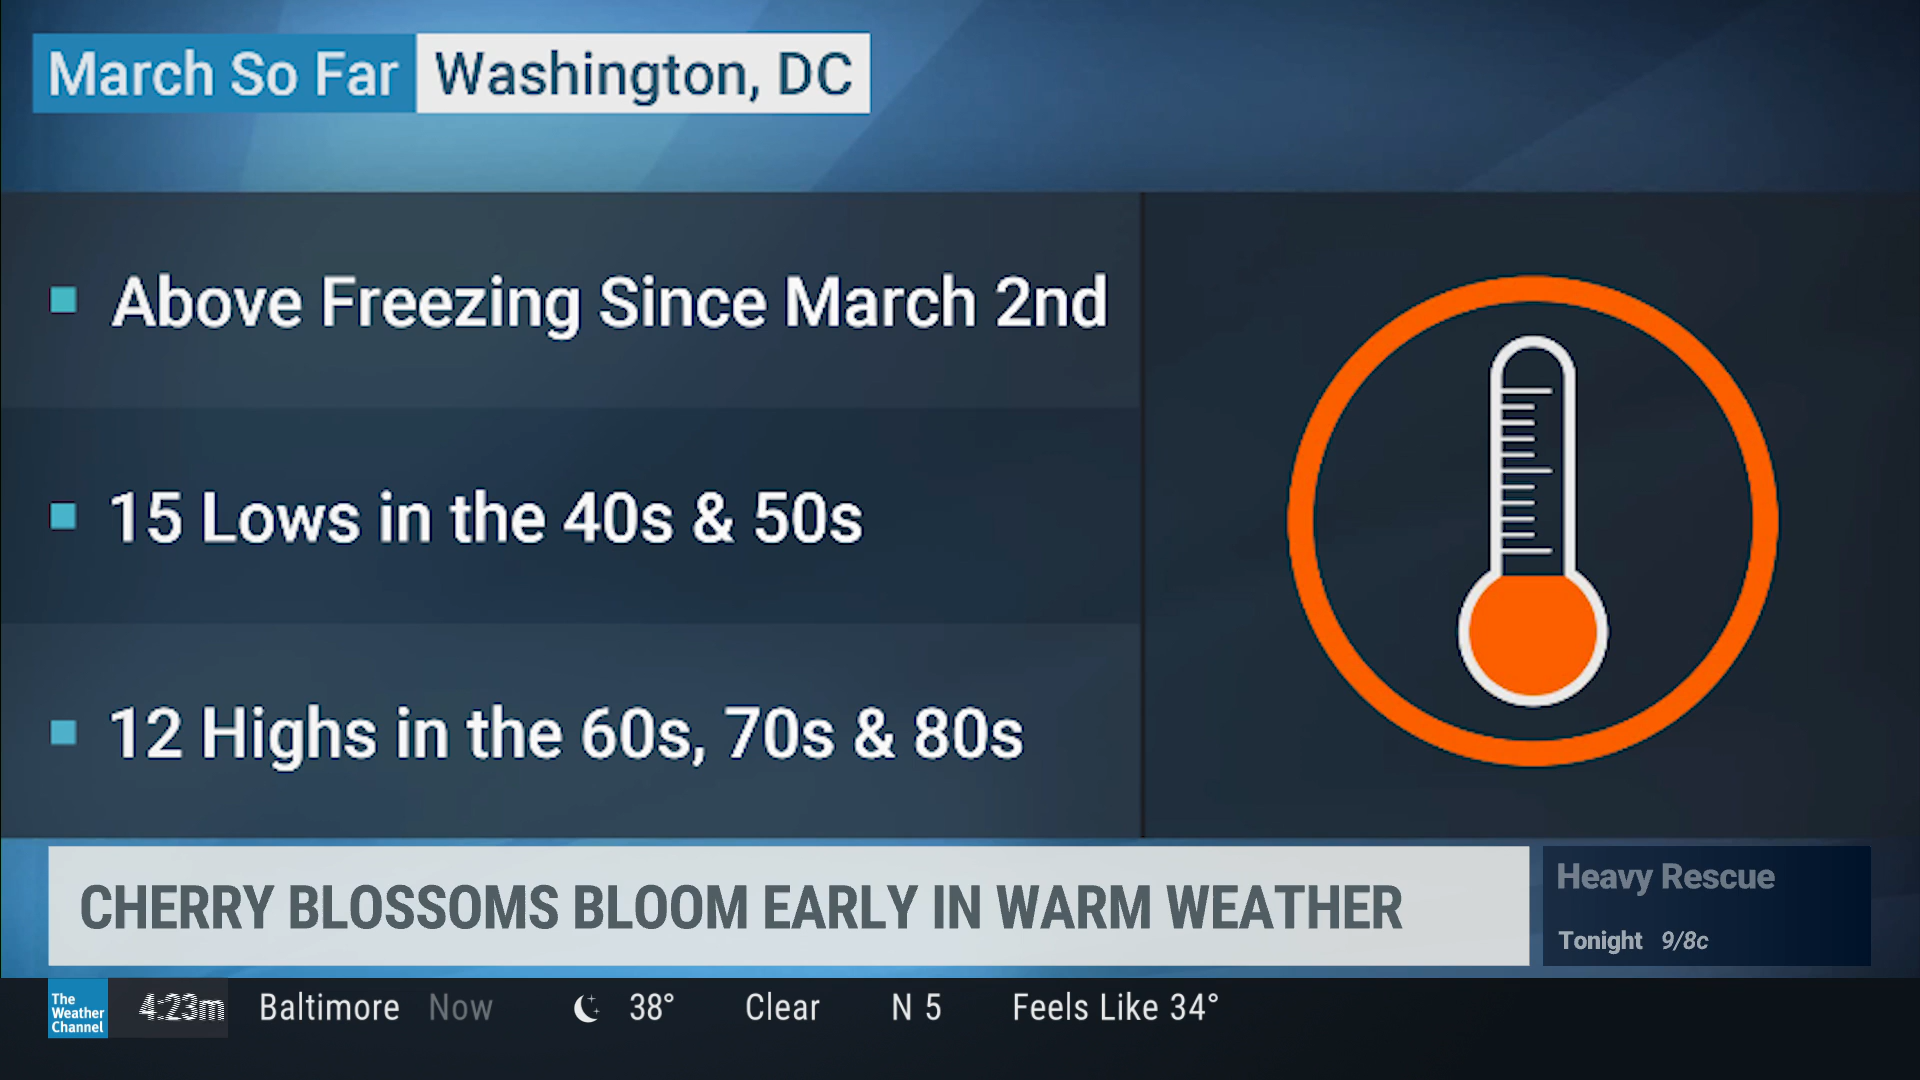 March So Far Washington, DC
Above Freezing Since March 2nd
15 Lows in the 40s & 50s
12 Highs in the 60s, 70s & 80s
CHERRY BLOSSOMS BLOOM EARLY IN WARM WEATHER
Heavy Rescue
Tonight 9/8c
The
Weather
Channel
Baltimore Now 38° Clear N 5 Feels Like 34°